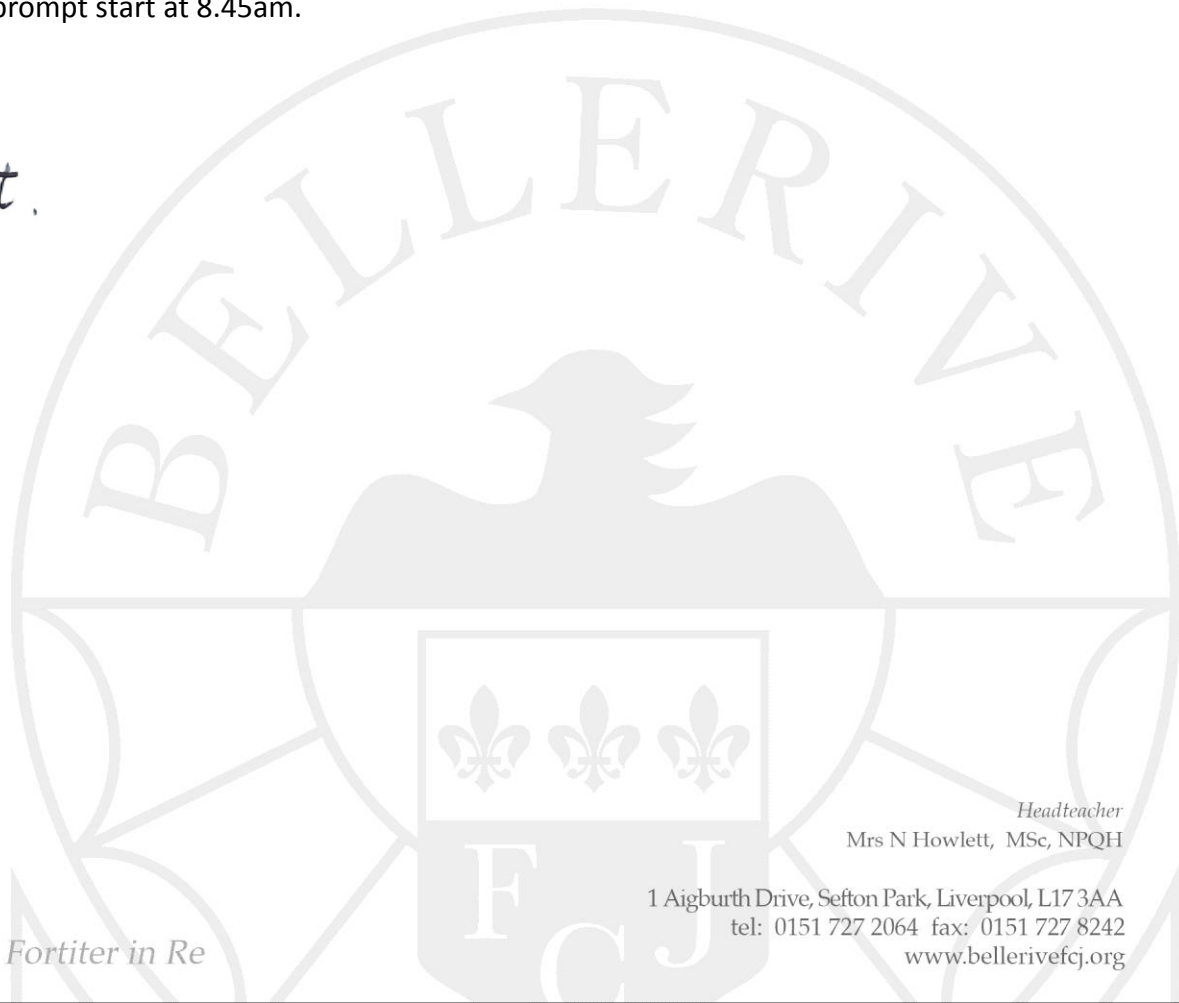 prompt start at 8.45am.
t.
BELLERIVE
FCJ
Headteacher
Mrs N Howlett, MSc, NPQH
1 Aigburth Drive, Sefton Park, Liverpool, L17 3AA
tel: 0151 727 2064 fax: 0151 727 8242
Fortiter in Re
www.bellerivefcj.org